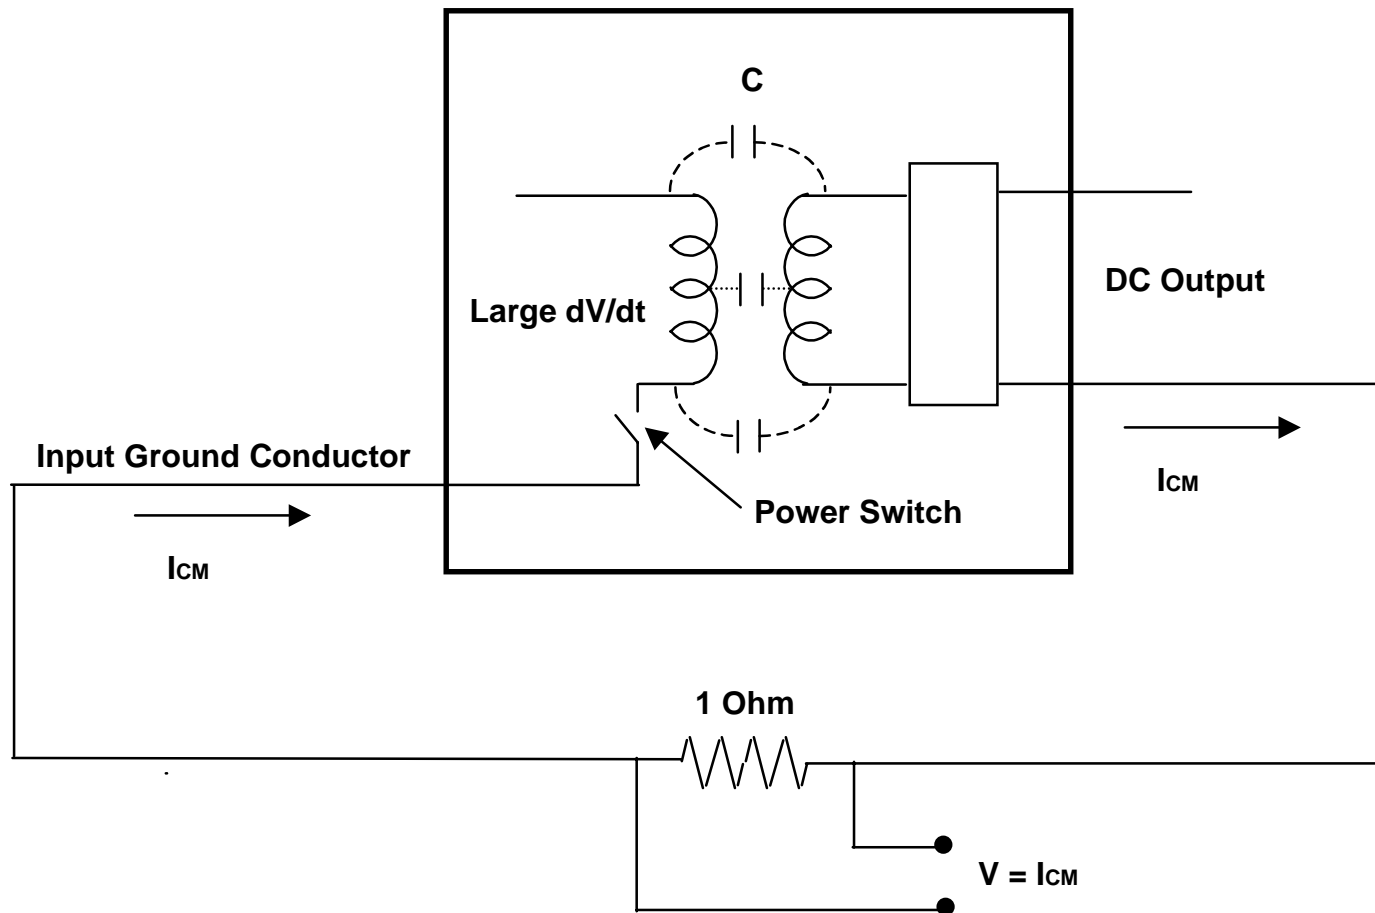 C
Large dV/dt
DC Output
Input Ground Conductor
ICM
Power Switch
ICM
1 Ohm
V = ICM